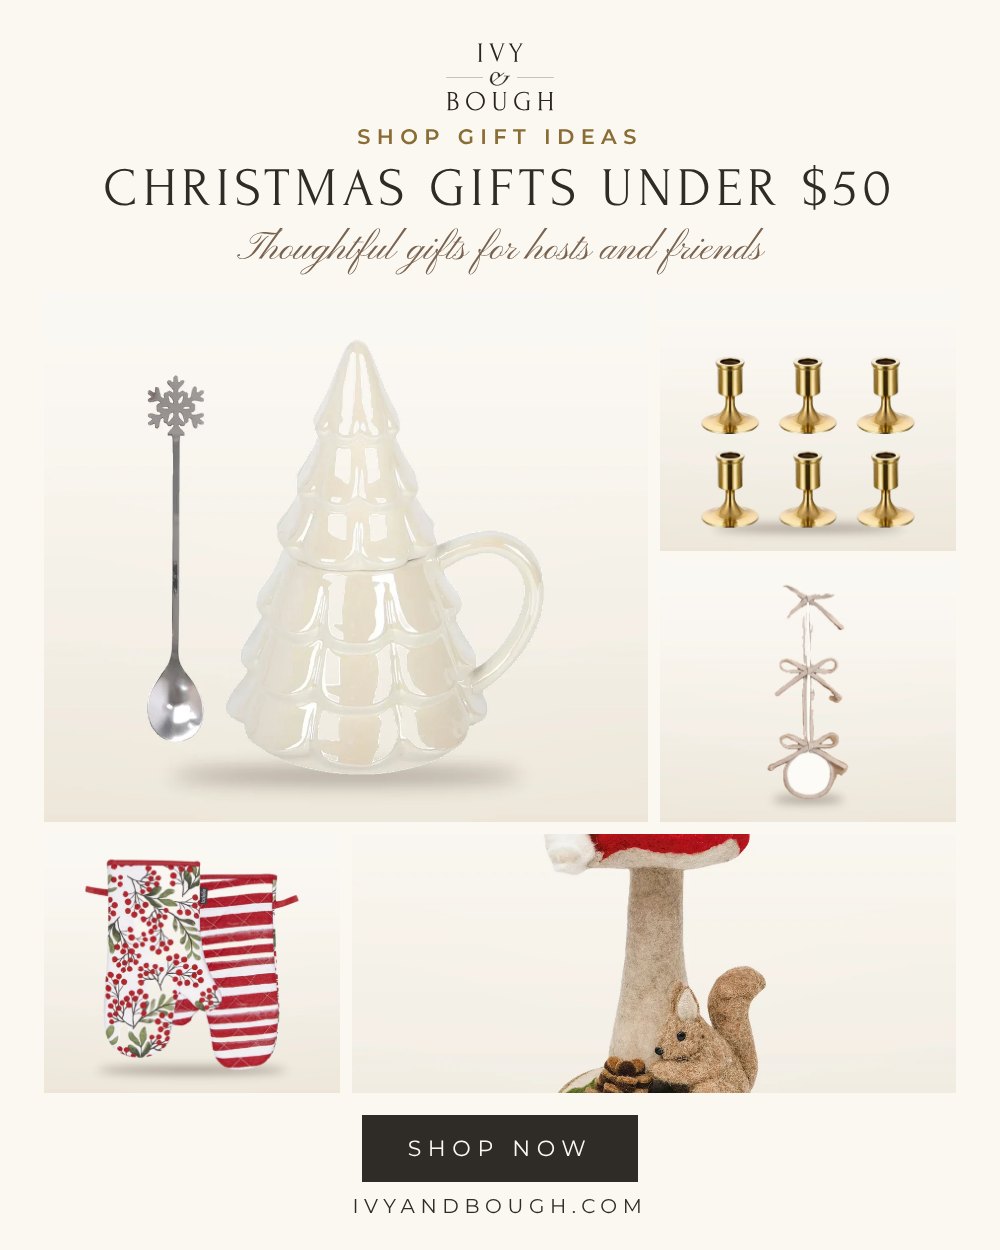 IVY
&
BOUGH
SHOP GIFT IDEAS
CHRISTMAS GIFTS UNDER $50
Thoughtful gifts for hosts and friends
SHOP NOW
IVYANDBOUGH.COM